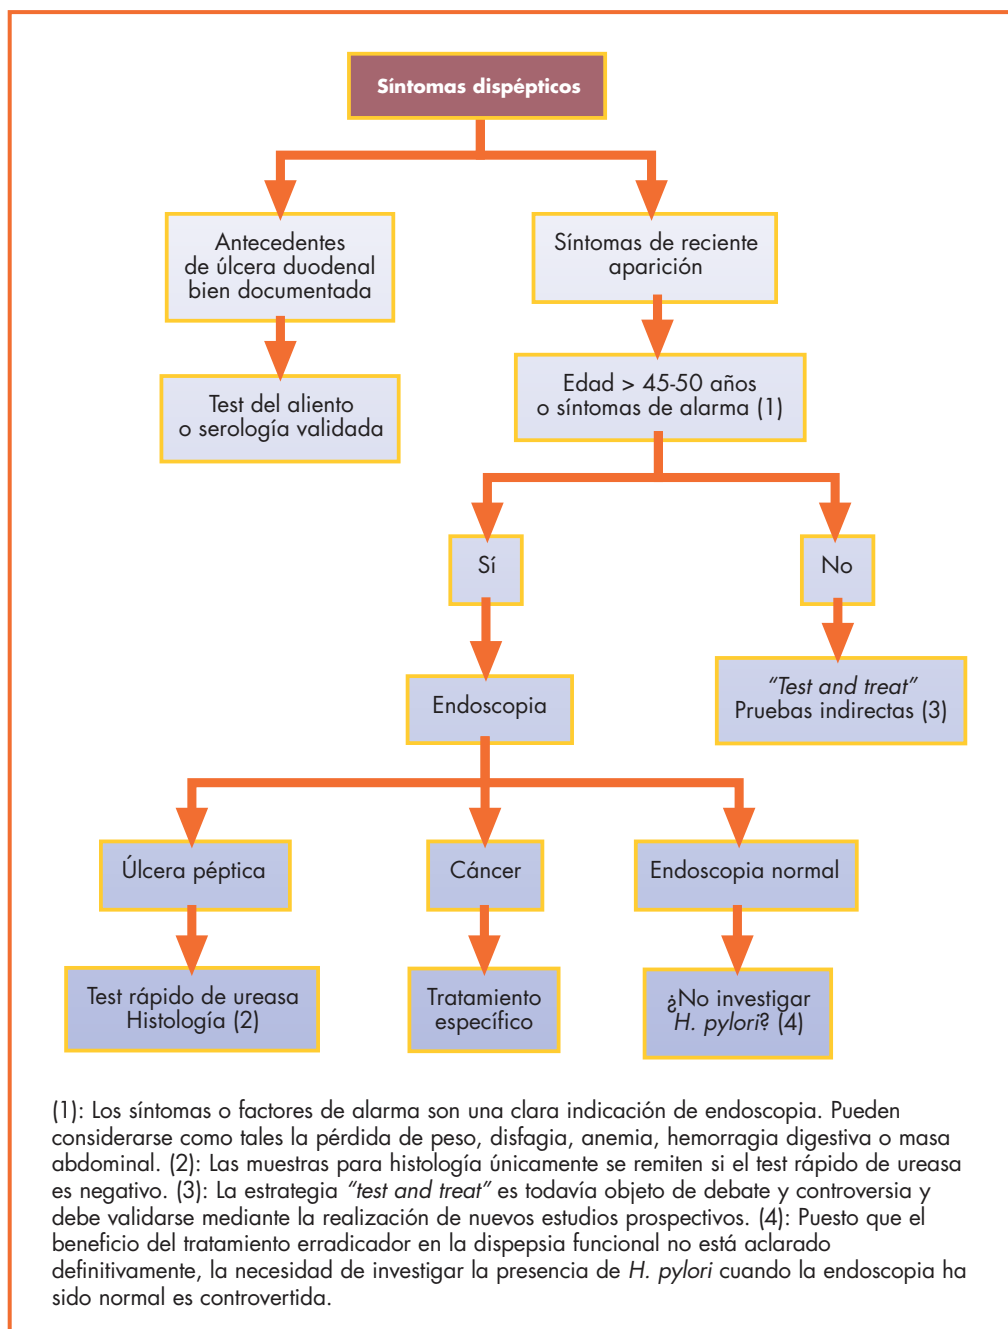 Síntomas dispépticos
Antecedentes
de úlcera duodenal
bien documentada
Síntomas de reciente
aparición
Test del aliento
o serología validada
Edad > 45-50 años
o síntomas de alarma (1)
Sí
No
Endoscopia
"Test and treat"
Pruebas indirectas (3)
Úlcera péptica
Cáncer
Endoscopia normal
Test rápido de ureasa
Histología (2)
Tratamiento
específico
¿No investigar
H. pylori? (4)
(1): Los síntomas o factores de alarma son una clara indicación de endoscopia. Pueden
considerarse como tales la pérdida de peso, disfagia, anemia, hemorragia digestiva o masa
abdominal. (2): Las muestras para histología únicamente se remiten si el test rápido de ureasa
es negativo. (3): La estrategia "test and treat" es todavía objeto de debate y controversia y
debe validarse mediante la realización de nuevos estudios prospectivos. (4): Puesto que el
beneficio del tratamiento erradicador en la dispepsia funcional no está aclarado
definitivamente, la necesidad de investigar la presencia de H. pylori cuando la endoscopia ha
sido normal es controvertida.